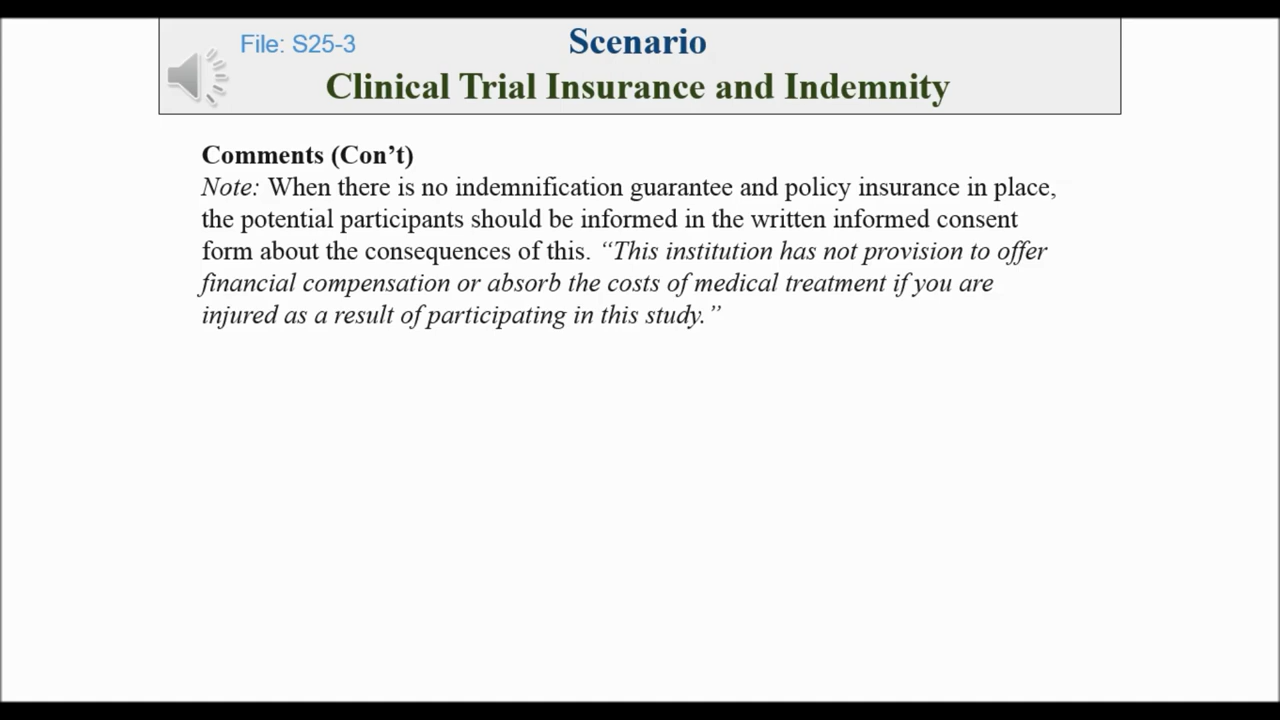 File: S25-3
Scenario
Clinical Trial Insurance and Indemnity
Comments (Con’t)
Note: When there is no indemnification guarantee and policy insurance in place,
the potential participants should be informed in the written informed consent
form about the consequences of this. “This institution has not provision to offer
financial compensation or absorb the costs of medical treatment if you are
injured as a result of participating in this study.”